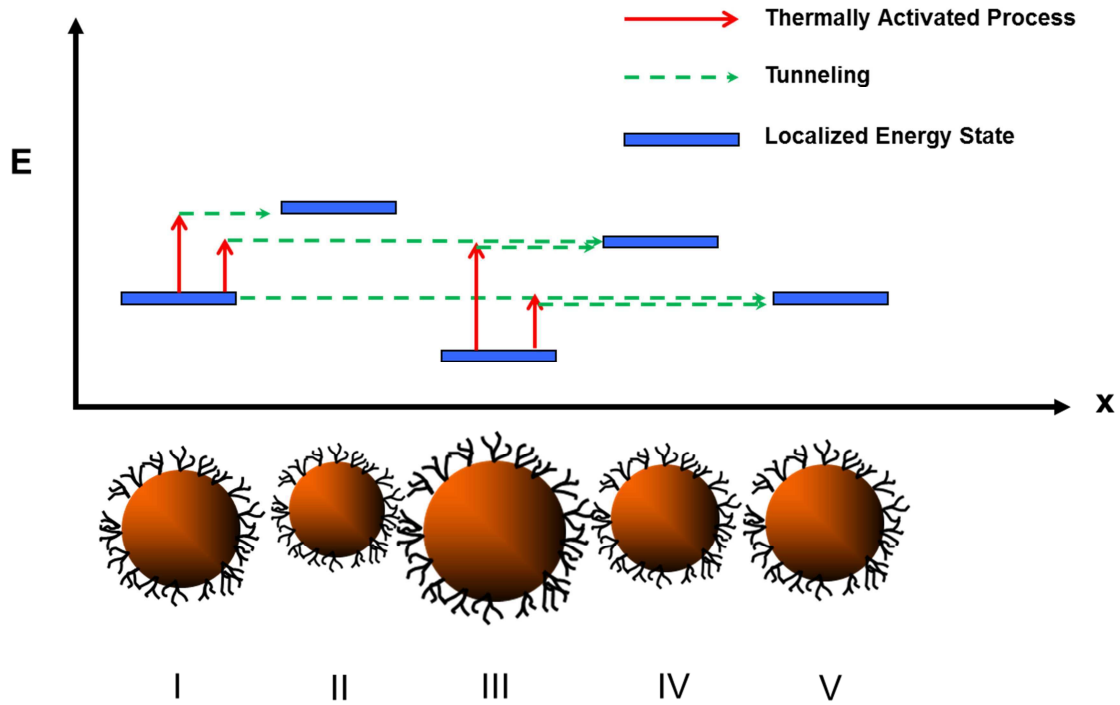 Thermally Activated Process
Tunneling
Localized Energy State
E
x
I
II
III
IV
V